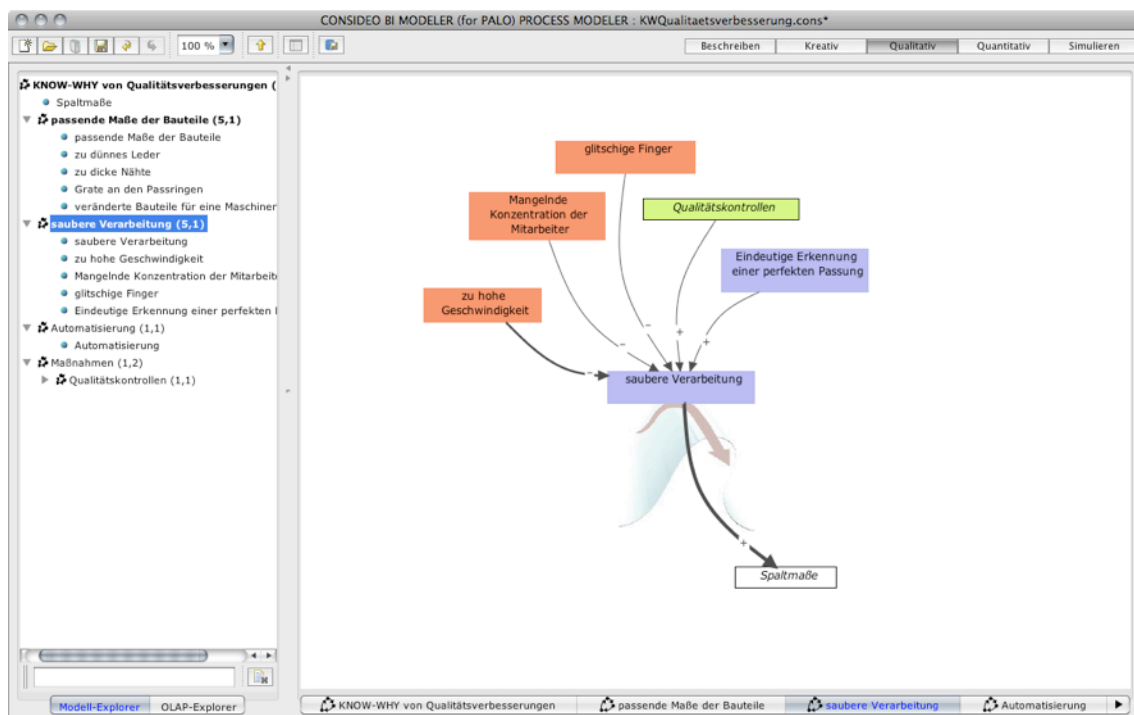 CONSIDEO BI MODELER (for PALO) PROCESS MODELER : KWQualitaetsverbesserung.cons*
100 %
Beschreiben Kreativ Qualitativ Quantitativ Simulieren
KNOW-WHY von Qualitätsverbesserungen (
Spaltmaße
passende Maße der Bauteile (5,1)
passende Maße der Bauteile
zu dünnes Leder
zu dicke Nähte
Grate an den Passringen
veränderte Bauteile für eine Maschiner
saubere Verarbeitung (5,1)
saubere Verarbeitung
zu hohe Geschwindigkeit
Mangelnde Konzentration der Mitarbeit
glitschige Finger
Eindeutige Erkennung einer perfekten
Automatisierung (1,1)
Automatisierung
Maßnahmen (1,2)
Qualitätskontrollen (1,1)
Modell-Explorer OLAP-Explorer
glitschige Finger
Mangelnde
Konzentration der
Mitarbeiter
Qualitätskontrollen
Eindeutige Erkennung
einer perfekten Passung
zu hohe
Geschwindigkeit
- - - + +
saubere Verarbeitung
+
Spaltmaße
KNOW-WHY von Qualitätsverbesserungen passende Maße der Bauteile saubere Verarbeitung Automatisierung